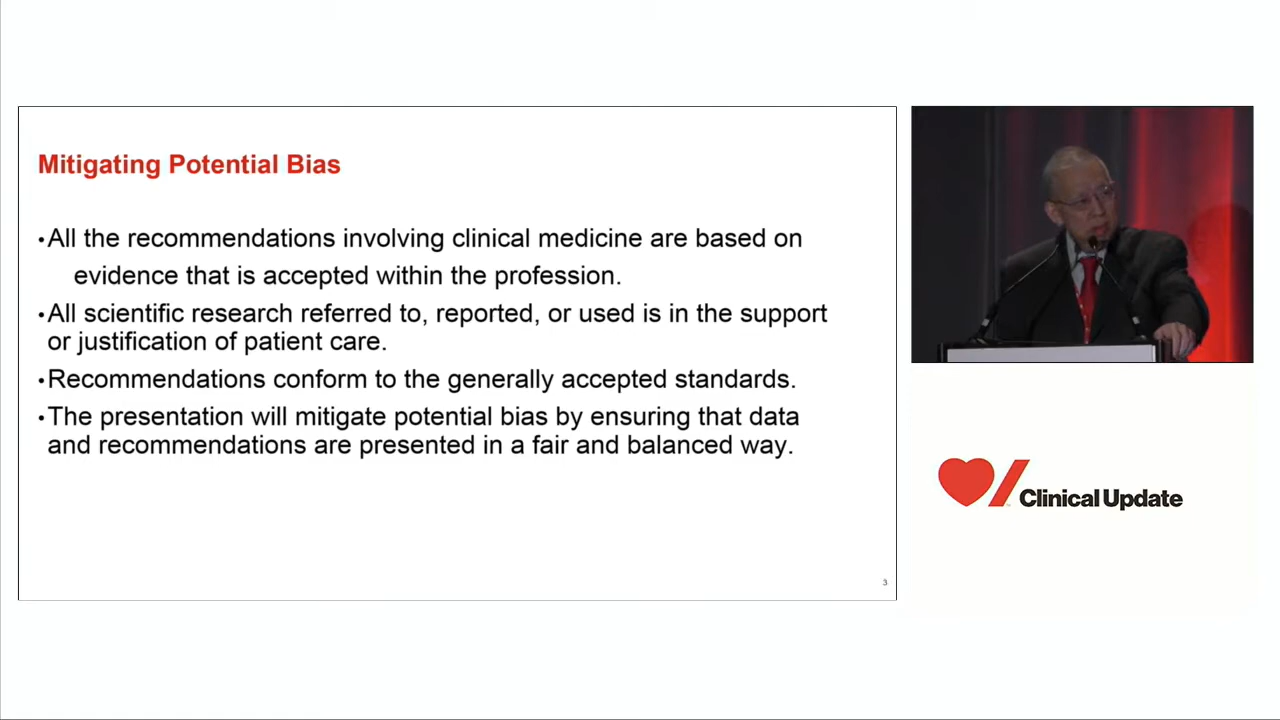 Mitigating Potential Bias
•All the recommendations involving clinical medicine are based on
evidence that is accepted within the profession.
•All scientific research referred to, reported, or used is in the support
or justification of patient care.
•Recommendations conform to the generally accepted standards.
•The presentation will mitigate potential bias by ensuring that data
and recommendations are presented in a fair and balanced way.
3
Clinical Update